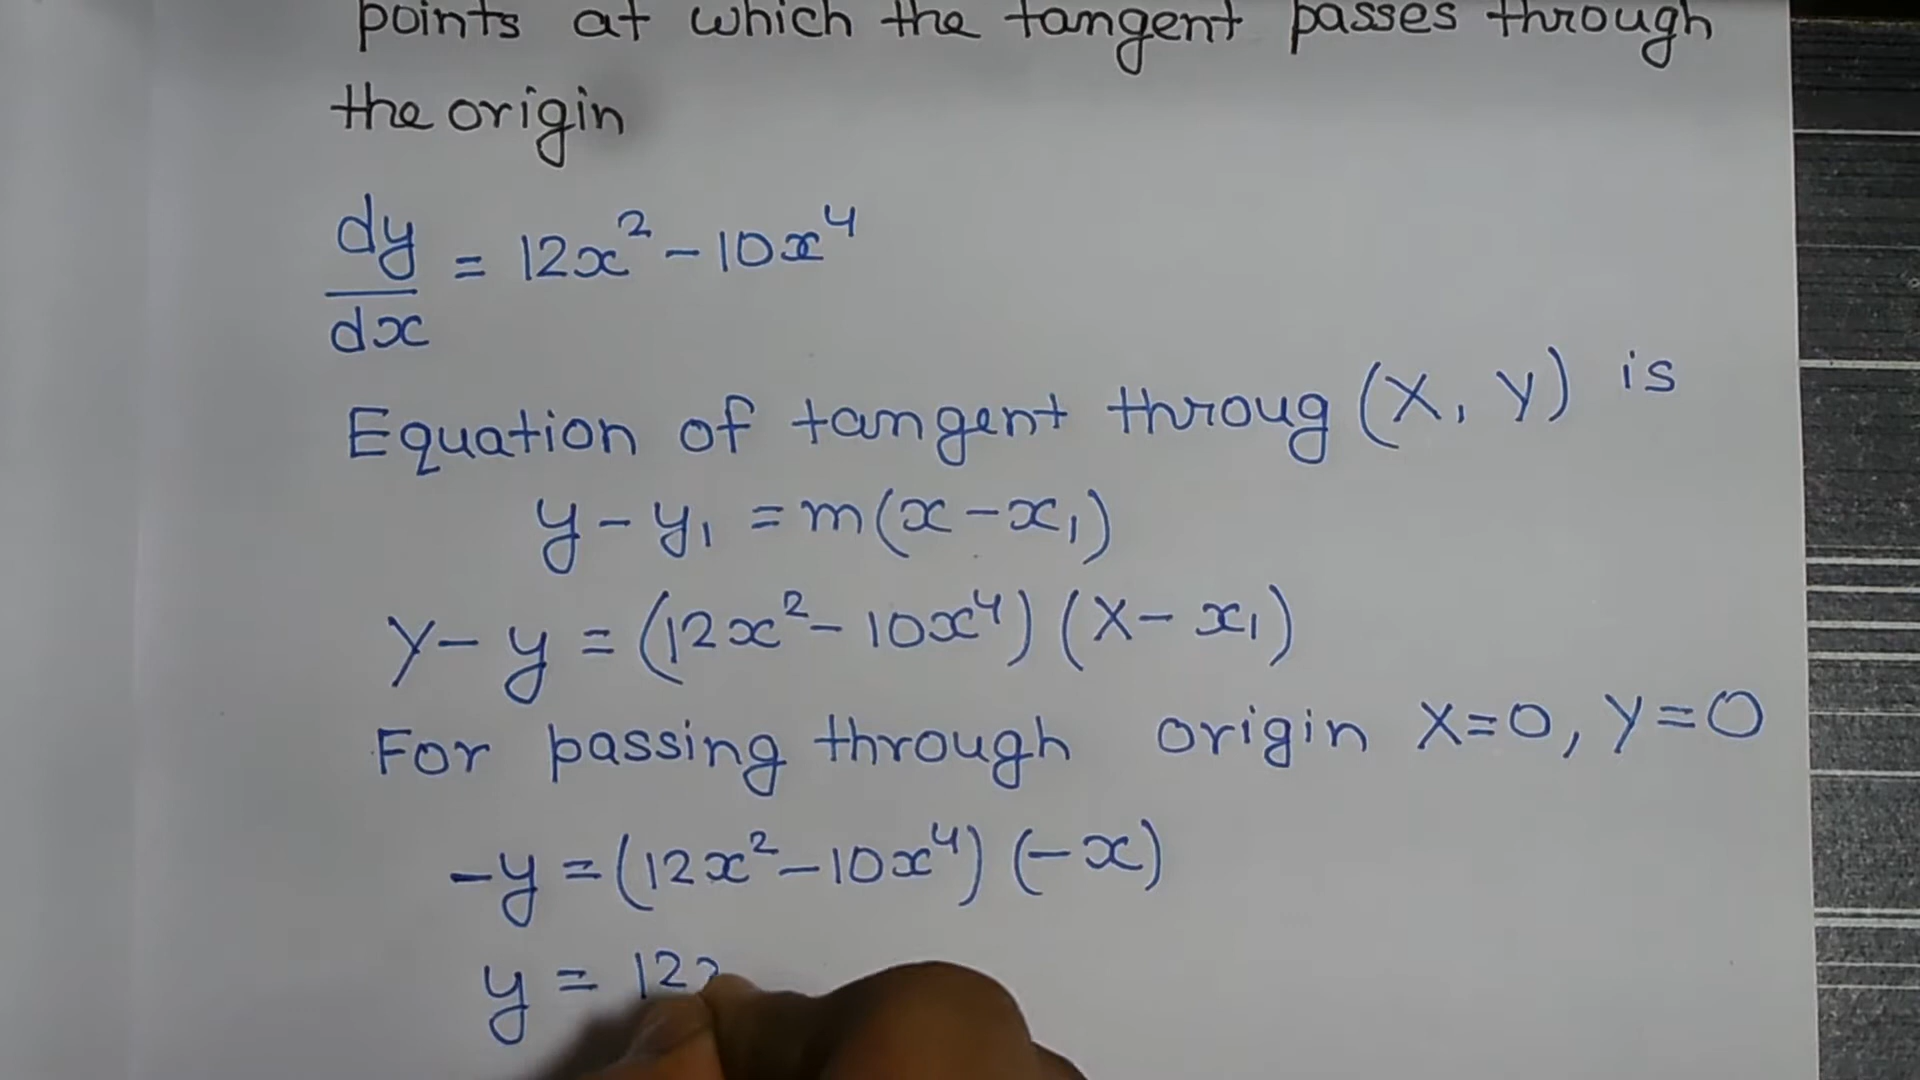 points at which the tangent passes through
the origin
dy/dx = 12x² - 10x⁴
Equation of tangent throug (X, Y) is
y - y₁ = m(x - x₁)
Y - y = (12x² - 10x⁴) (X - x₁)
For passing through origin X=0, Y=0
-y = (12x² - 10x⁴) (-x)
y = 12